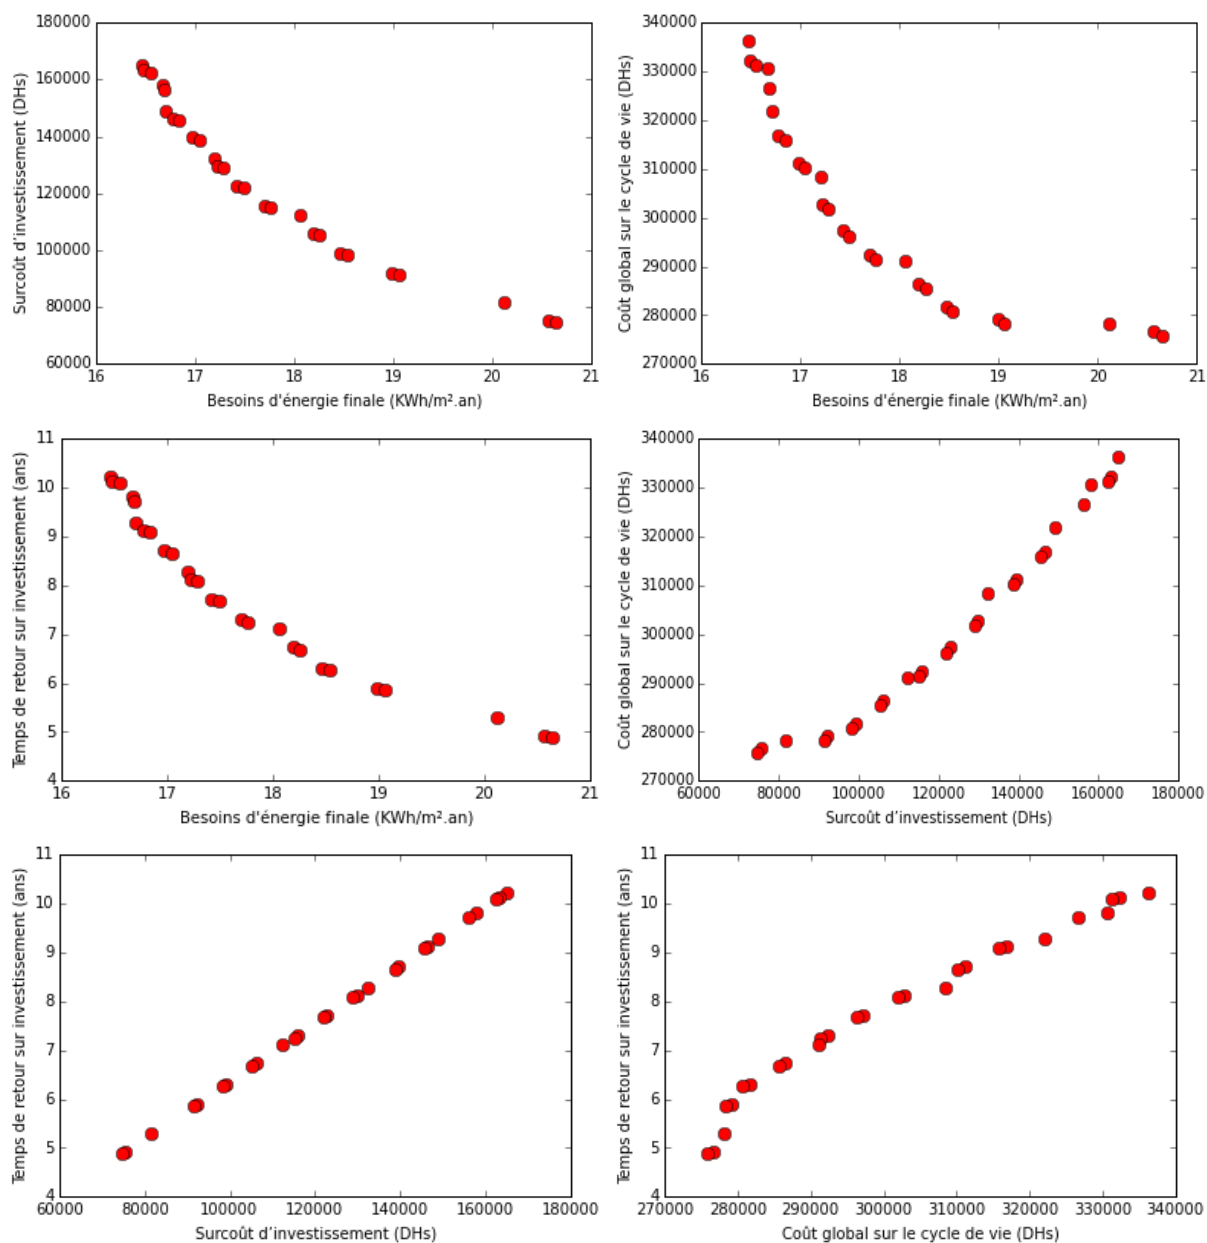 180000
160000
140000
120000
100000
80000
60000
16 17 18 19 20 21
Besoins d'énergie finale (KWh/m².an)
Surcoût d'investissement (DHs)
340000
330000
320000
310000
300000
290000
280000
270000
16 17 18 19 20 21
Besoins d'énergie finale (KWh/m².an)
Coût global sur le cycle de vie (DHs)
11
10
9
8
7
6
5
4
16 17 18 19 20 21
Besoins d'énergie finale (KWh/m².an)
Temps de retour sur investissement (ans)
340000
330000
320000
310000
300000
290000
280000
270000
60000 80000 100000 120000 140000 160000 180000
Surcoût d’investissement (DHs)
Coût global sur le cycle de vie (DHs)
11
10
9
8
7
6
5
4
60000 80000 100000 120000 140000 160000 180000
Surcoût d’investissement (DHs)
Temps de retour sur investissement (ans)
11
10
9
8
7
6
5
4
270000 280000 290000 300000 310000 320000 330000 340000
Coût global sur le cycle de vie (DHs)
Temps de retour sur investissement (ans)